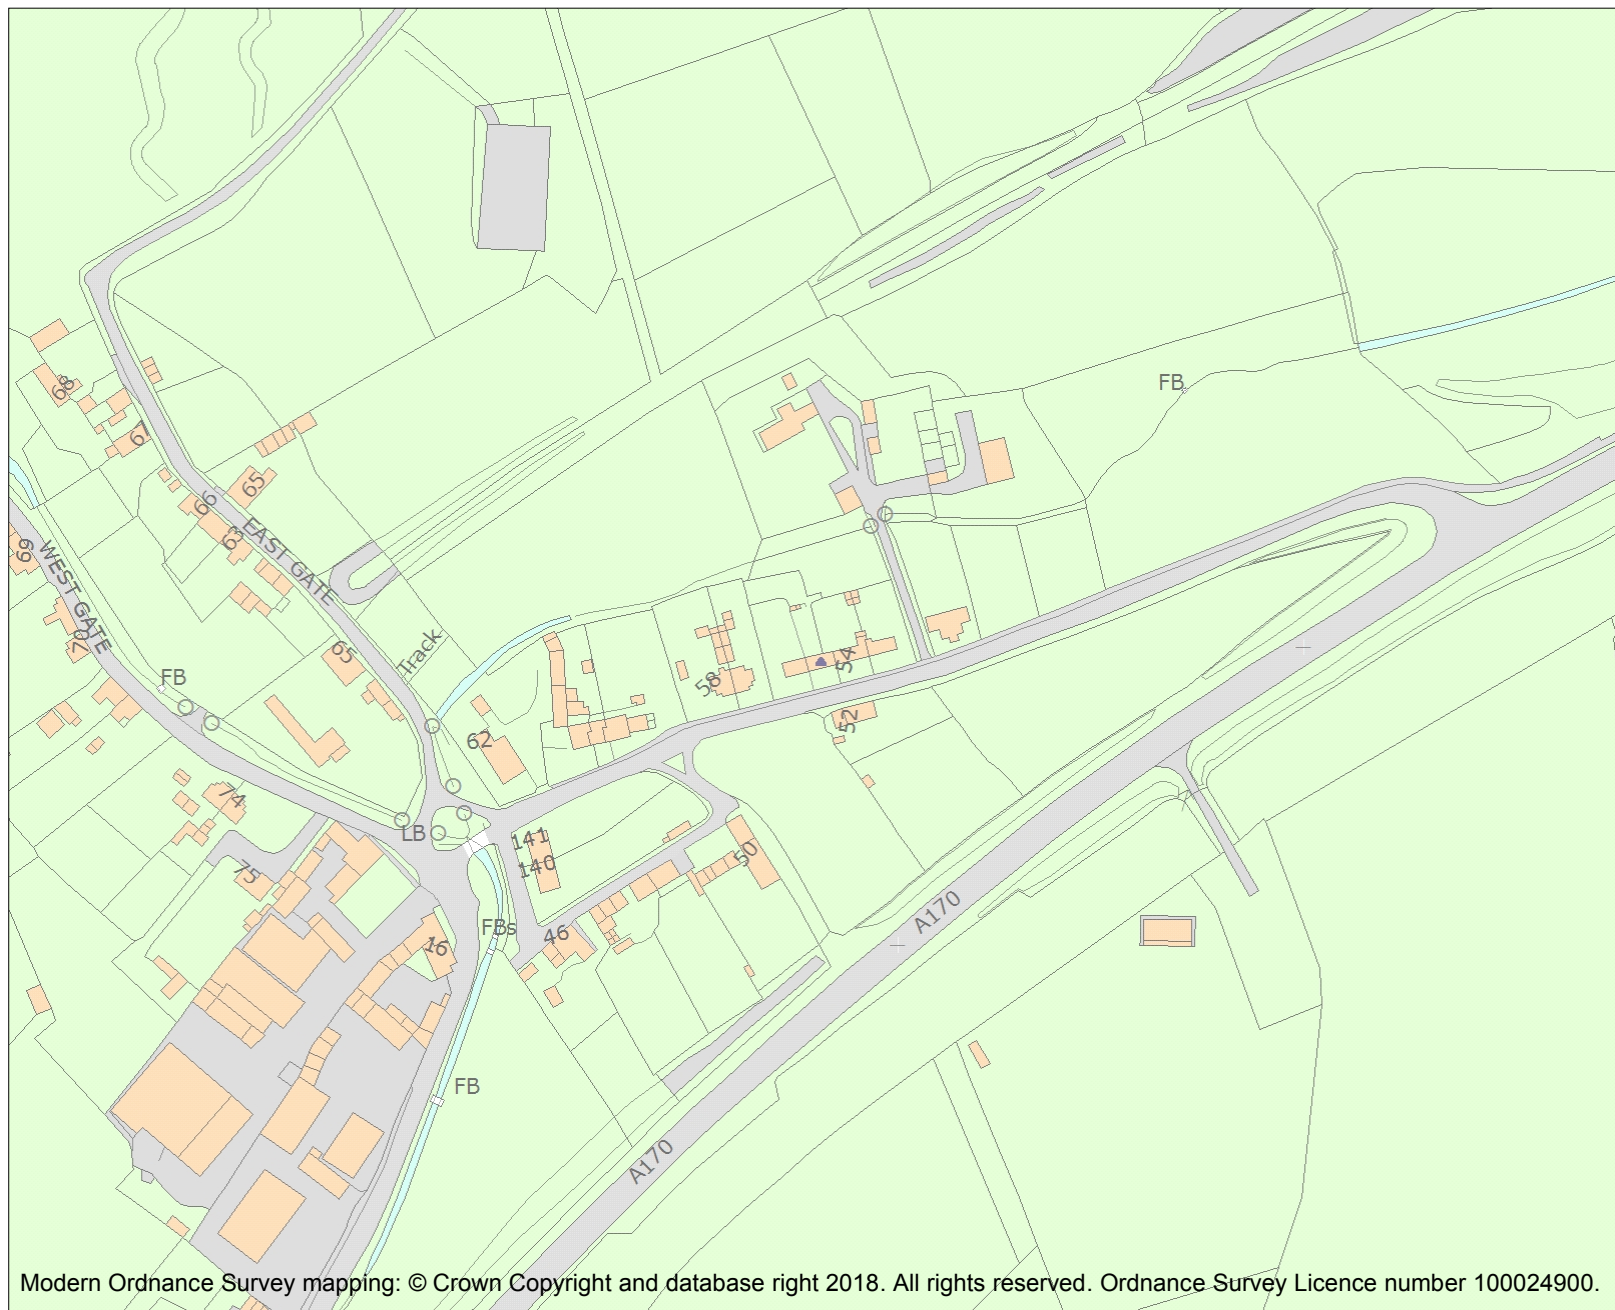 FB
68
67
65
66
63
EAST GATE
69
WEST GATE
70
Track
65
FB
58
54
52
62
74
LB
141
140
75
50
A170
FBs
46
16
FB
A170
Modern Ordnance Survey mapping: © Crown Copyright and database right 2018. All rights reserved. Ordnance Survey Licence number 100024900.